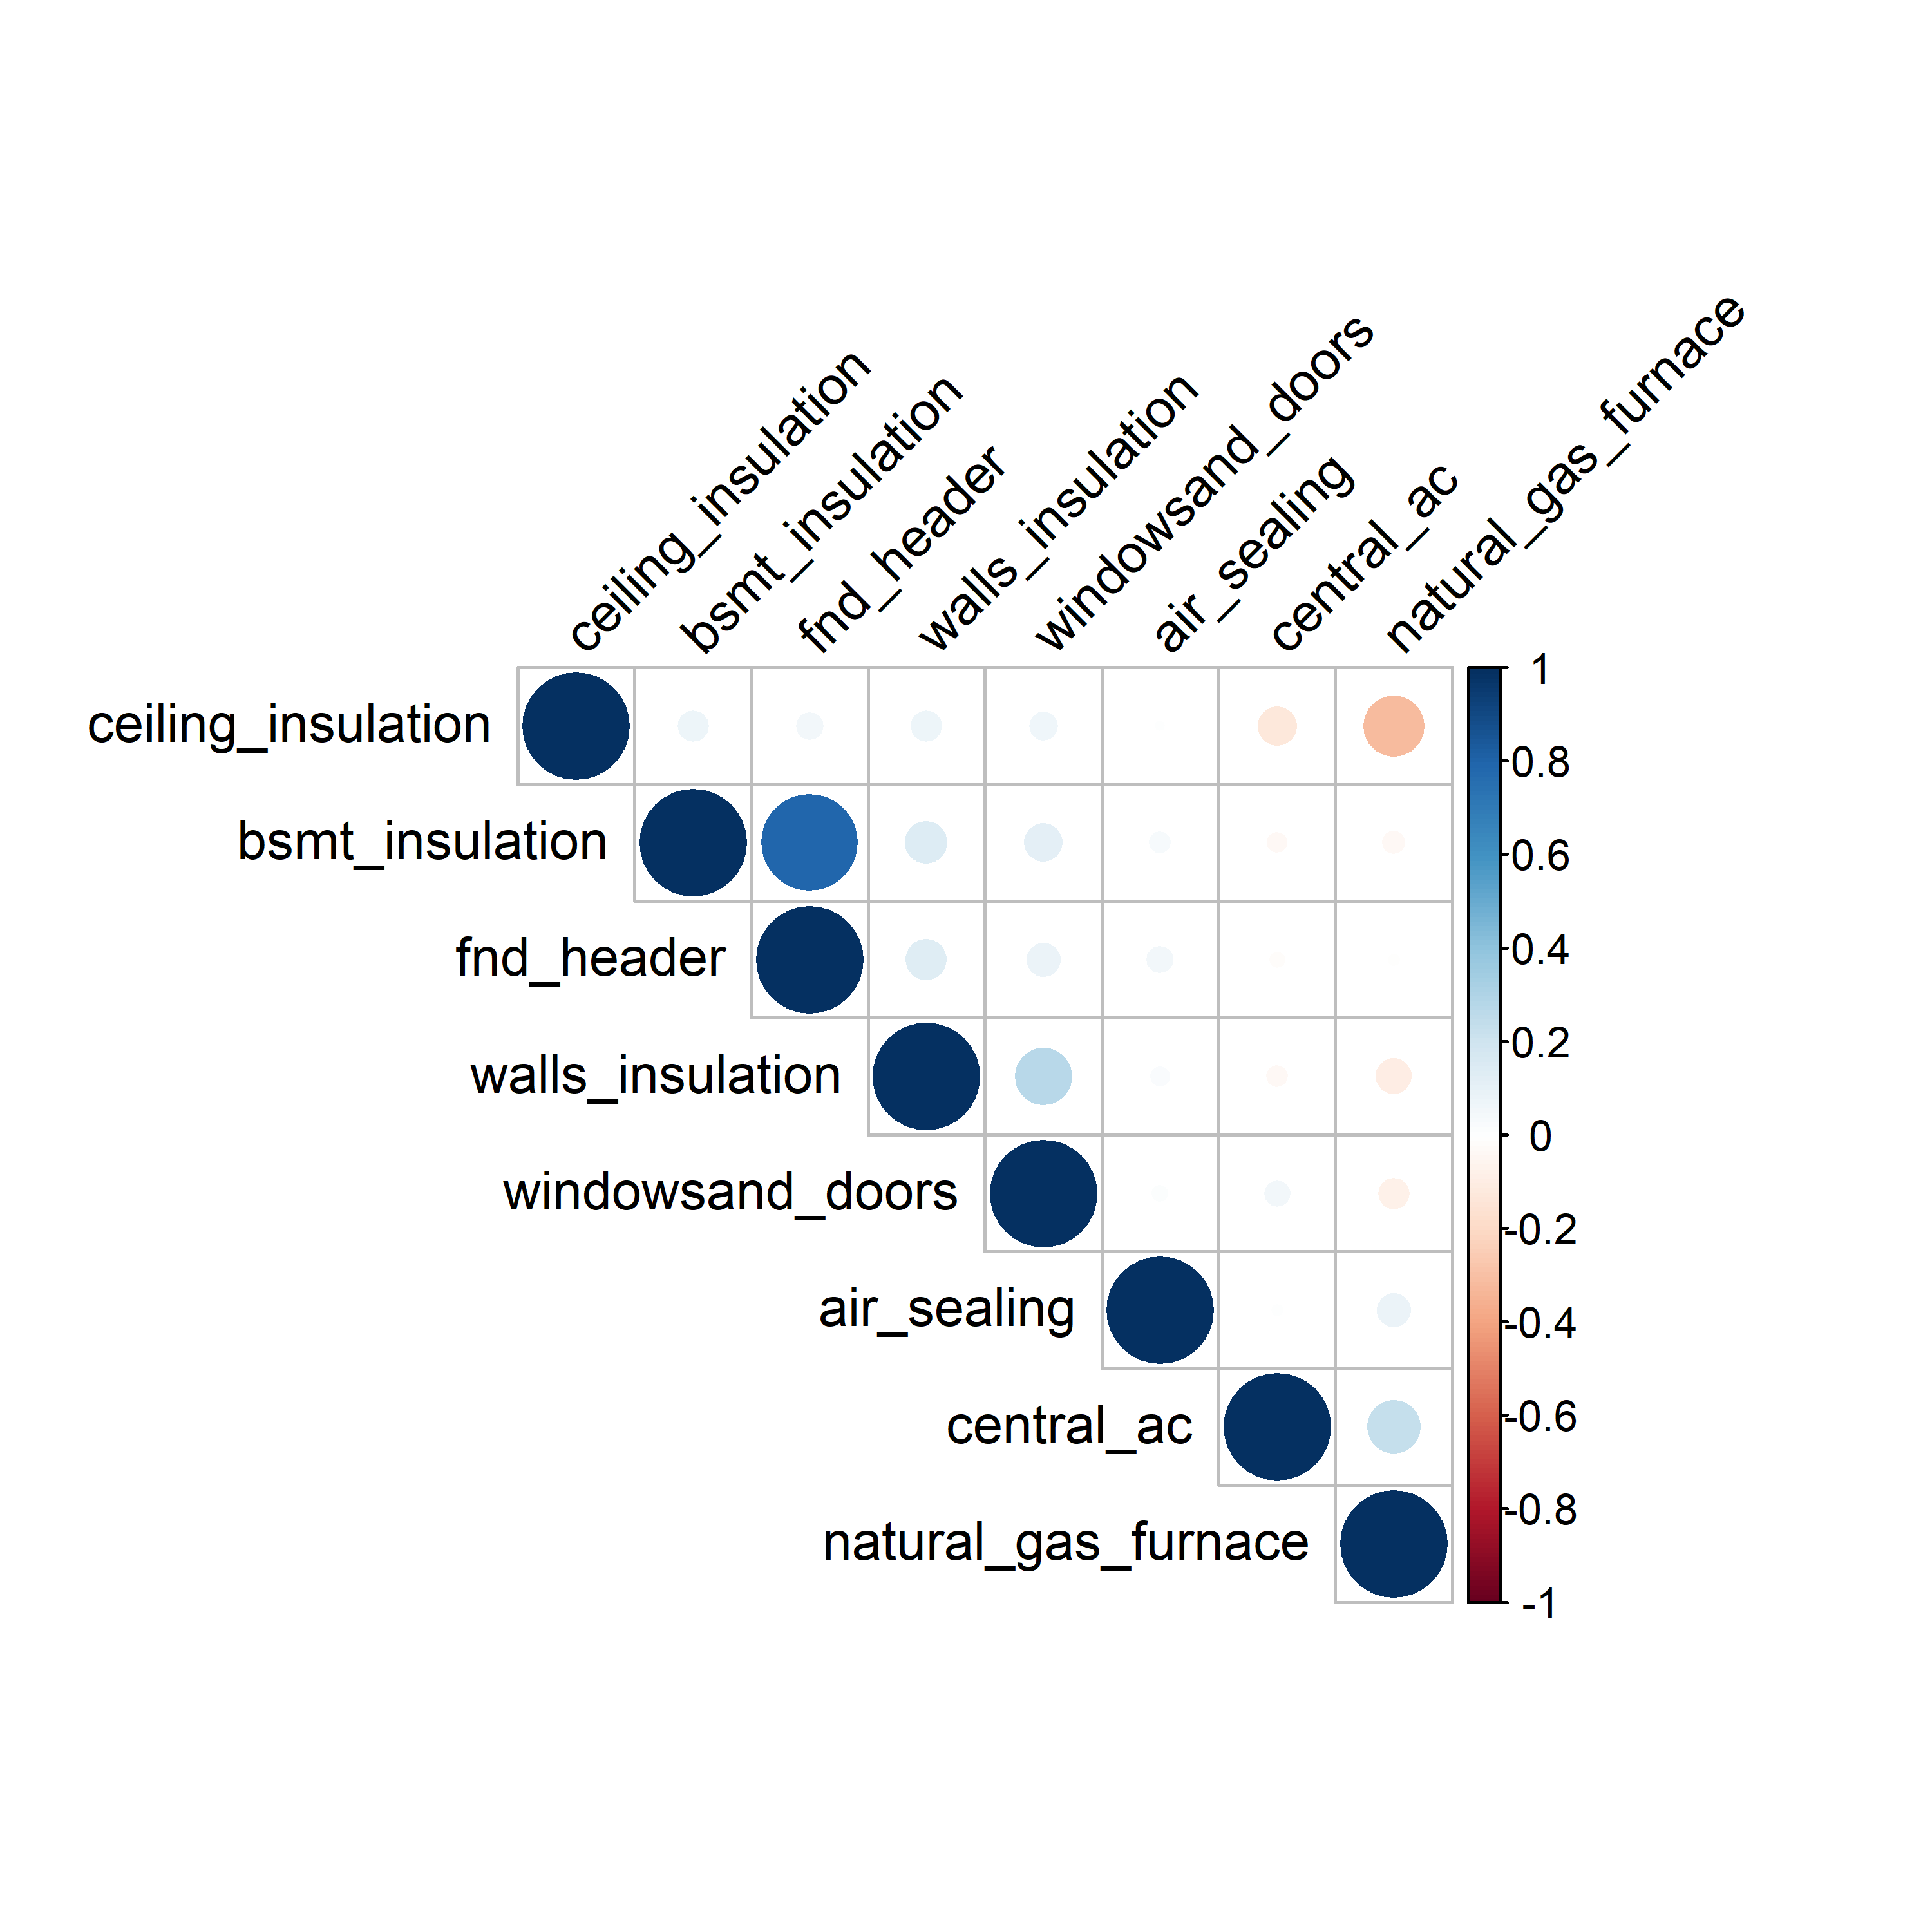 ceiling_insulation
bsmt_insulation
fnd_header
walls_insulation
windowsand_doors
air_sealing
central_ac
natural_gas_furnace
ceiling_insulation
bsmt_insulation
fnd_header
walls_insulation
windowsand_doors
air_sealing
central_ac
natural_gas_furnace
1
0.8
0.6
0.4
0.2
0
-0.2
-0.4
-0.6
-0.8
-1